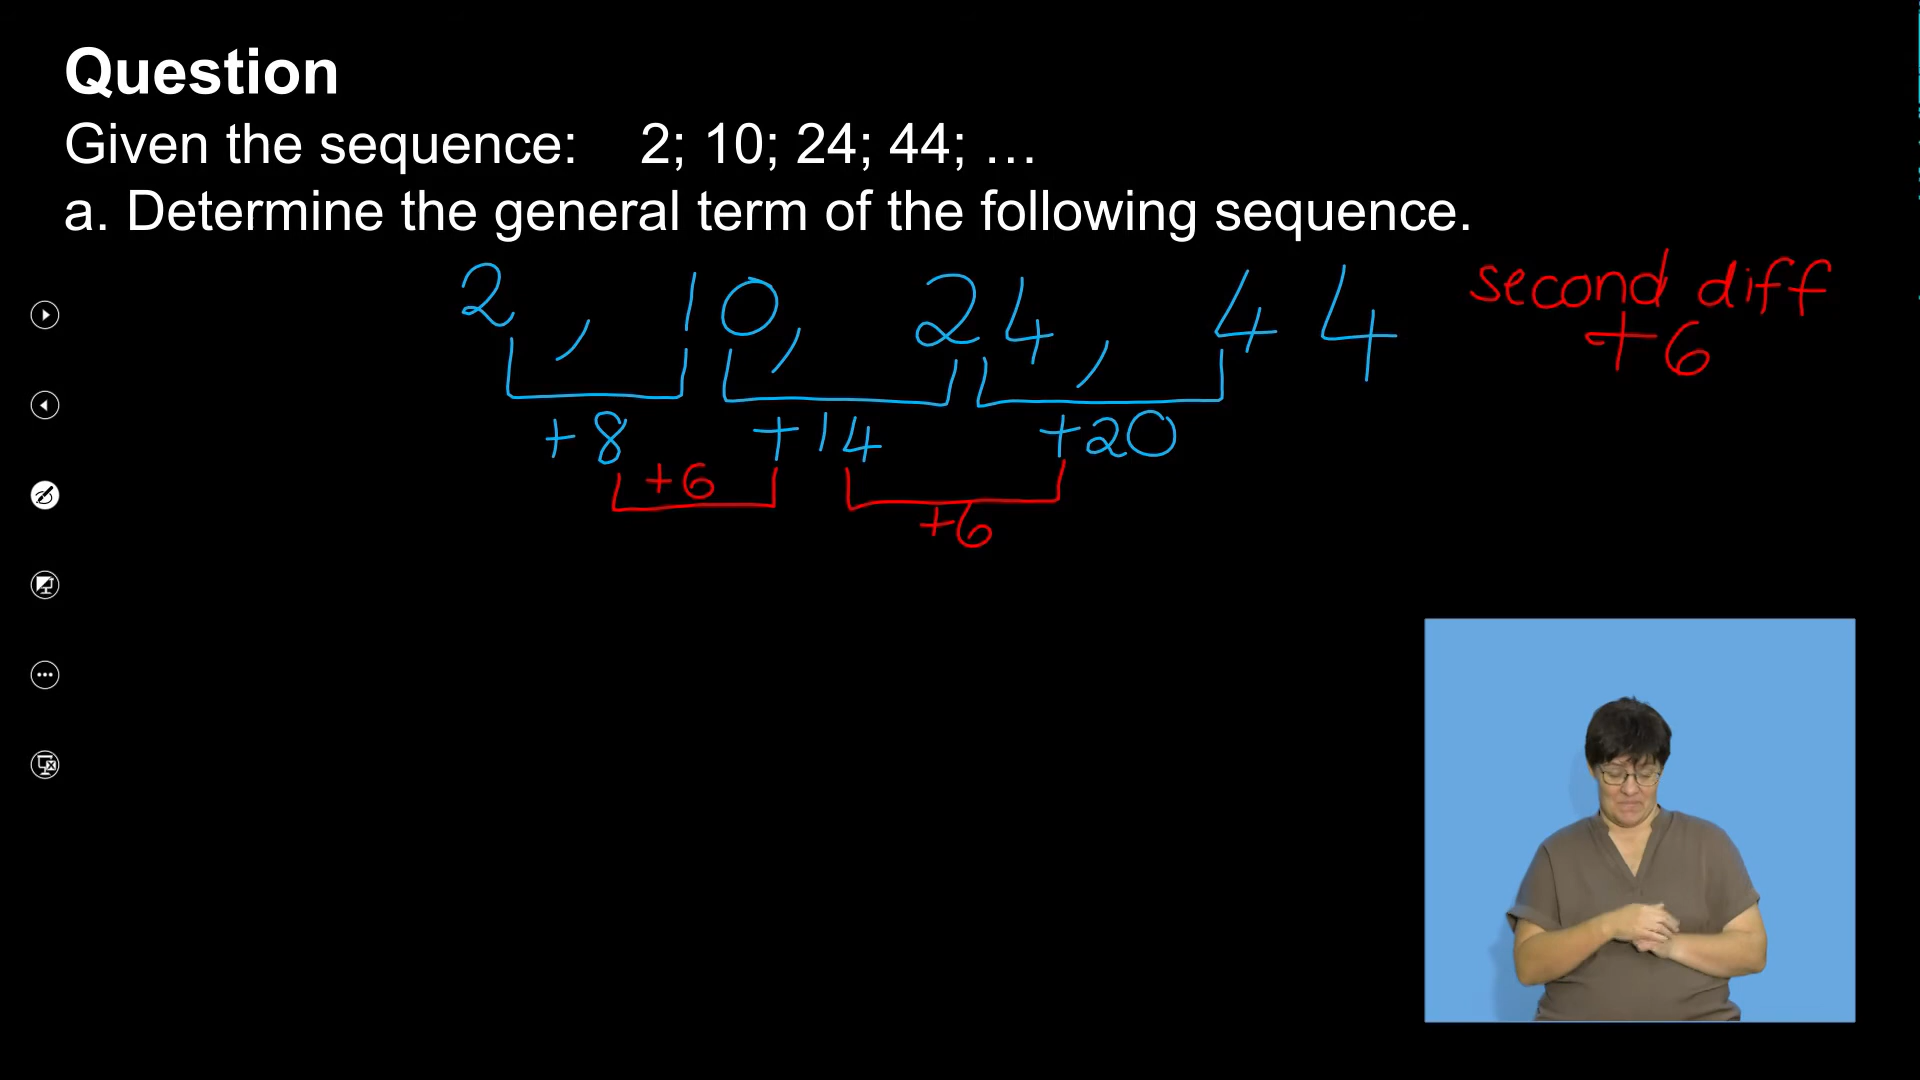 Question
Given the sequence: 2; 10; 24; 44; …
a. Determine the general term of the following sequence.
2, 10, 24, 44
second diff
+6
+8 +14 +20
+6
+6